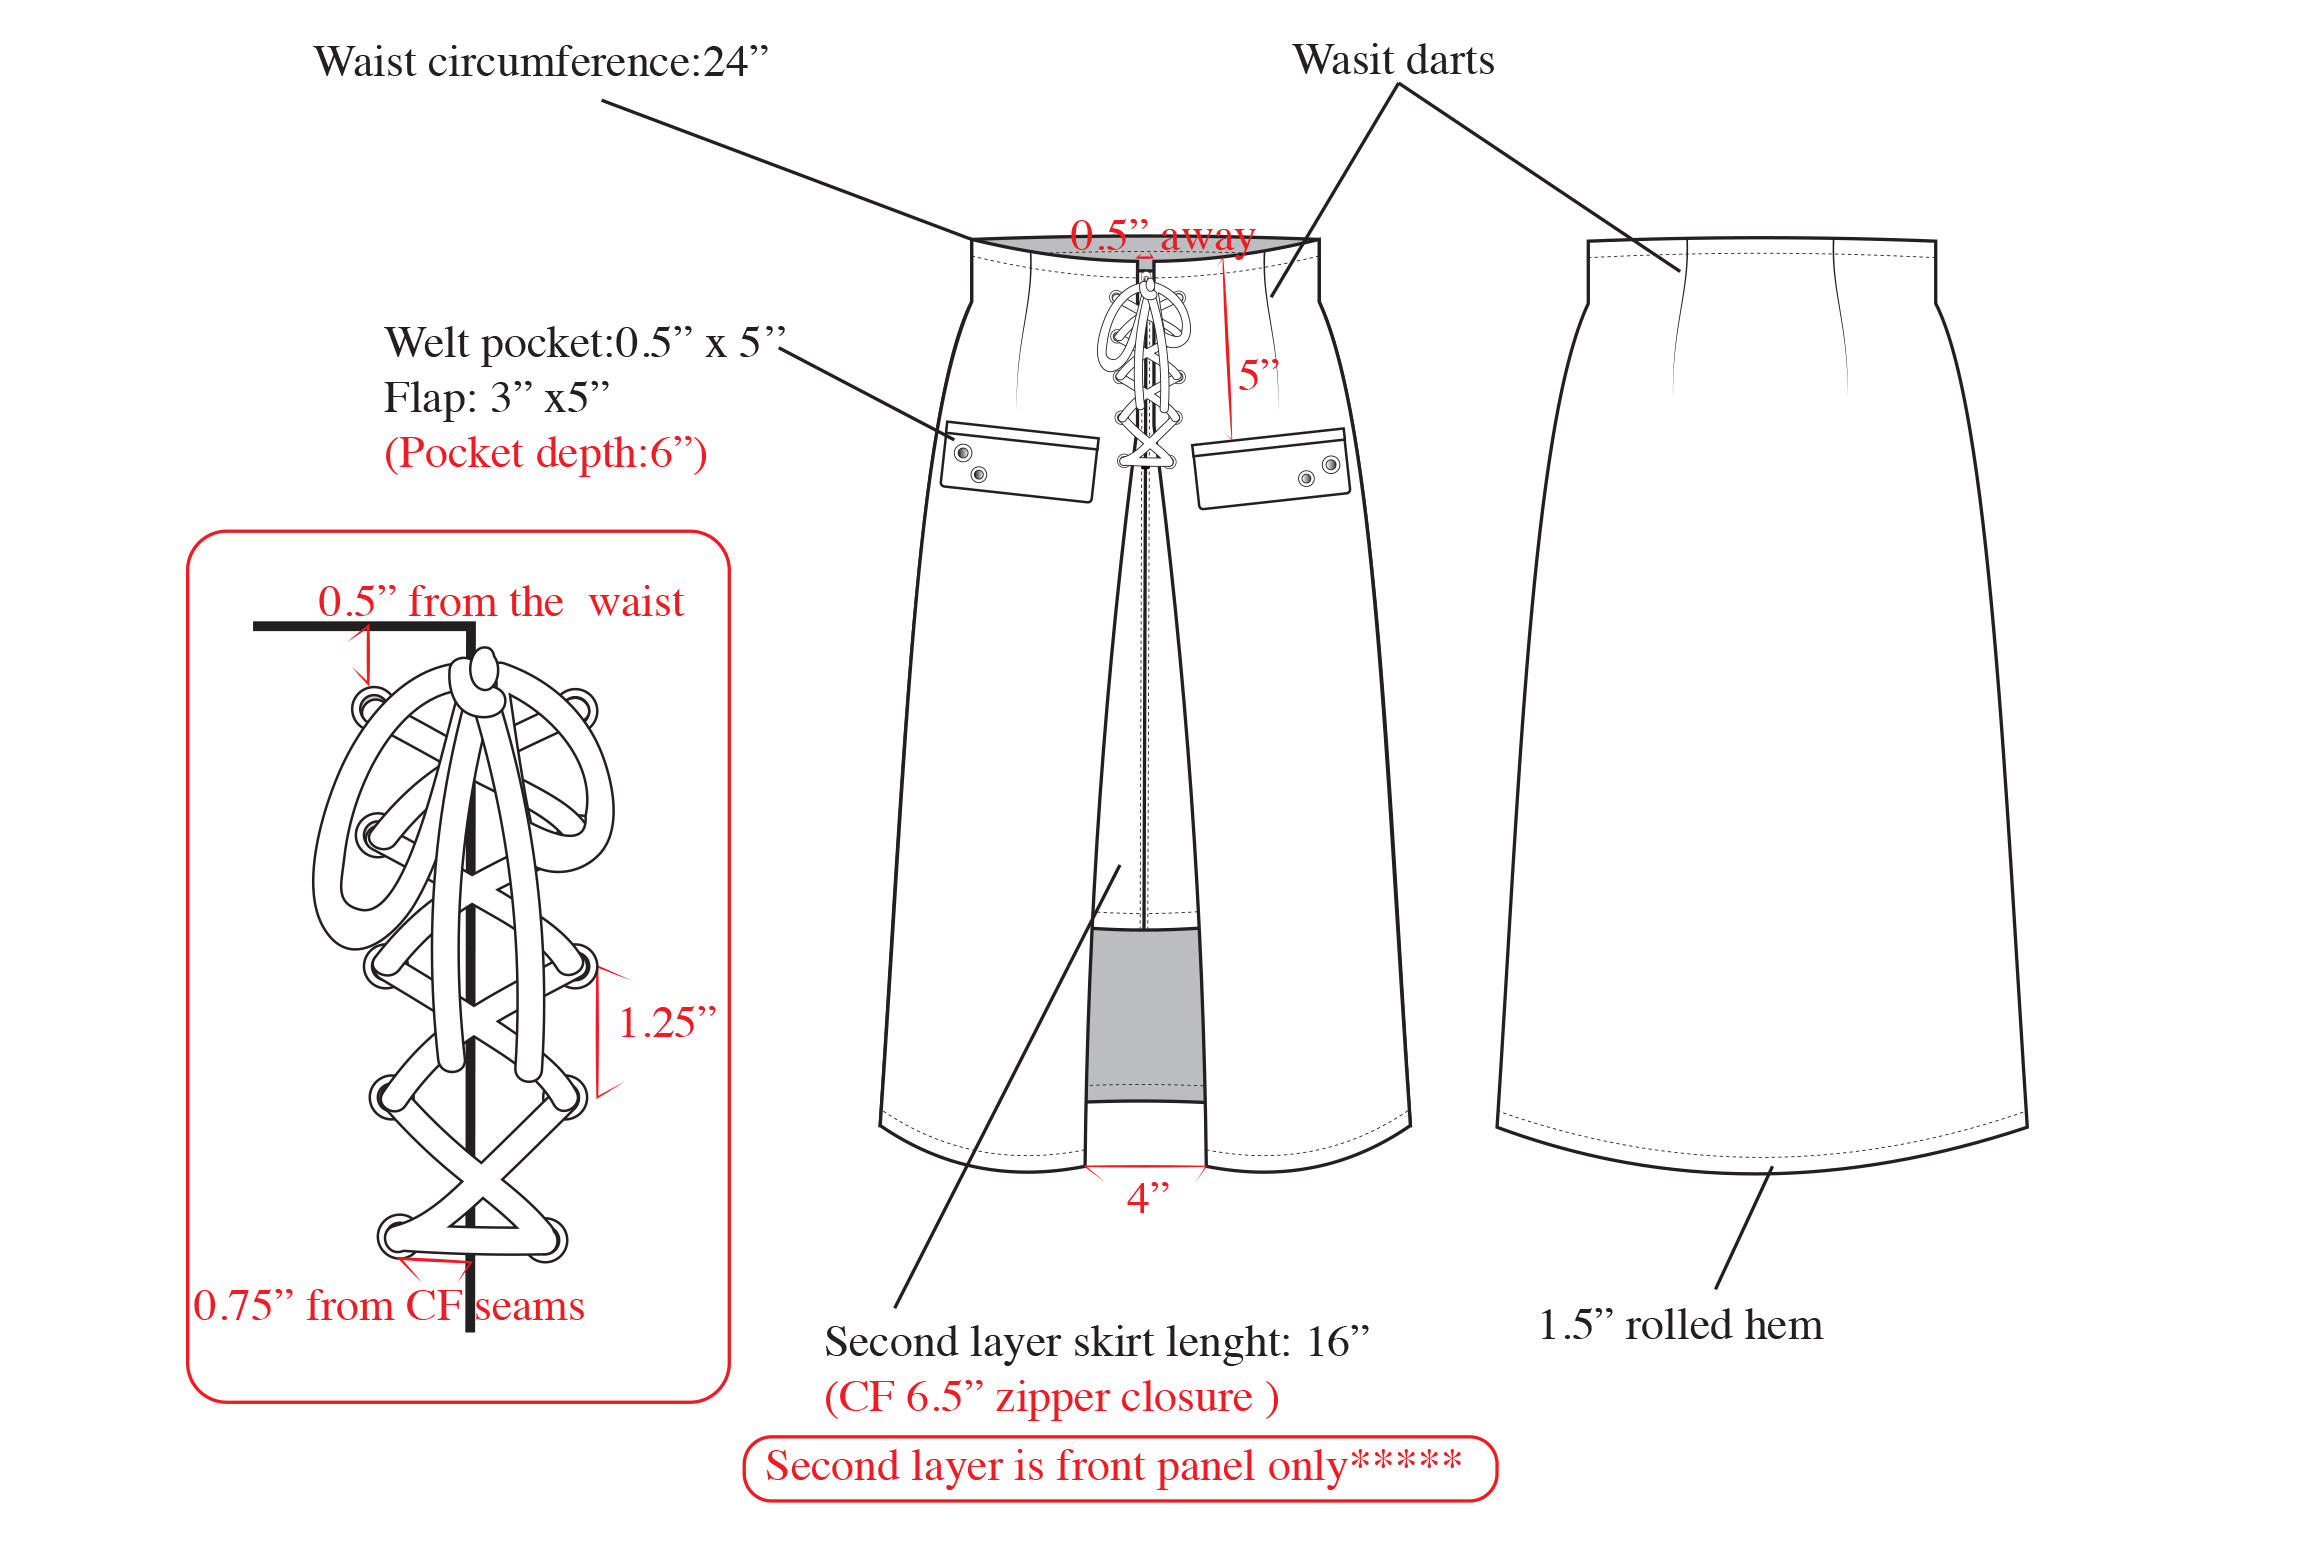 Waist circumference:24”
Wasit darts
0.5” away
Welt pocket:0.5” x 5”
Flap: 3” x5”
(Pocket depth:6”)
5”
0.5” from the  waist
1.25”
0.75” from CF seams
4”
Second layer skirt lenght: 16”
(CF 6.5” zipper closure )
Second layer is front panel only*****
1.5” rolled hem